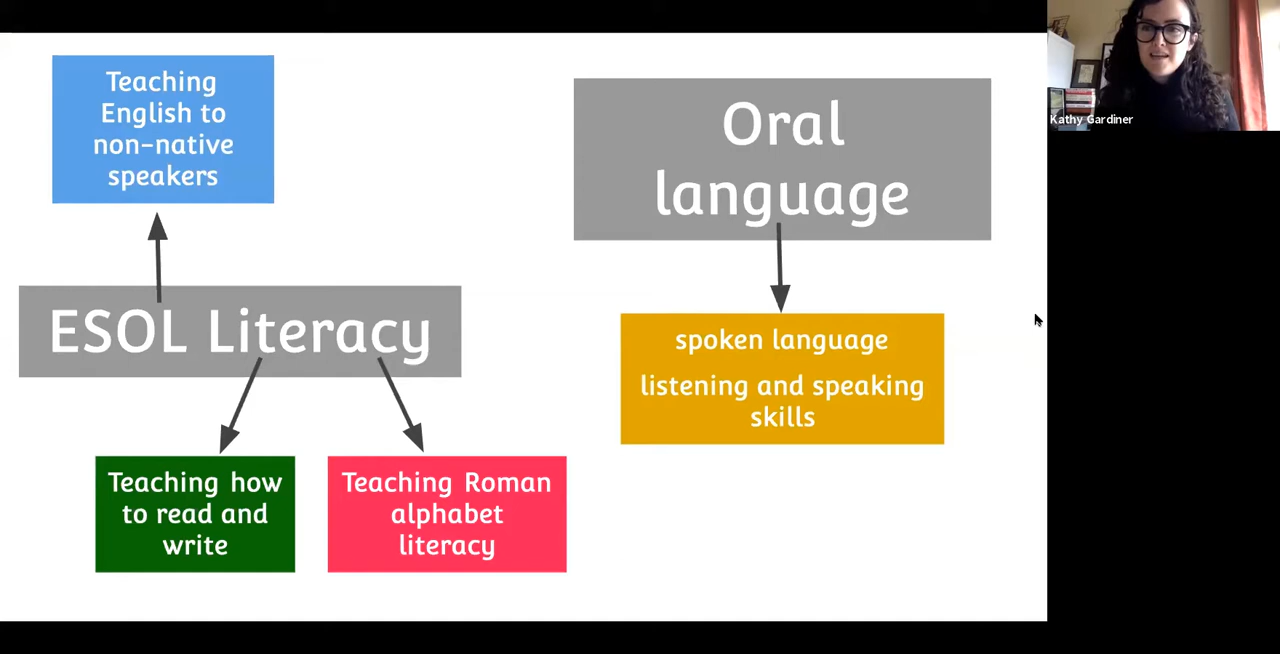 Teaching
English to
non-native
speakers
ESOL Literacy
Teaching how
to read and
write
Teaching Roman
alphabet
literacy
Oral
language
spoken language
listening and speaking
skills
Kathy Gardiner